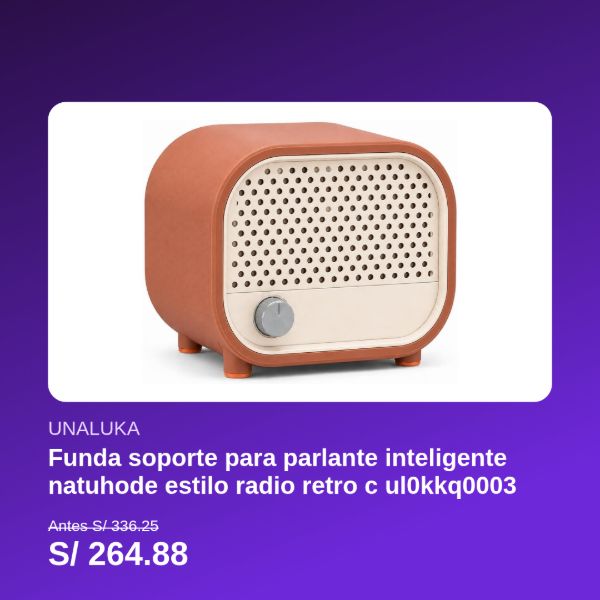 UNALUKA
Funda soporte para parlante inteligente
natuhode estilo radio retro c ul0kkq0003
Antes S/ 336.25
S/ 264.88